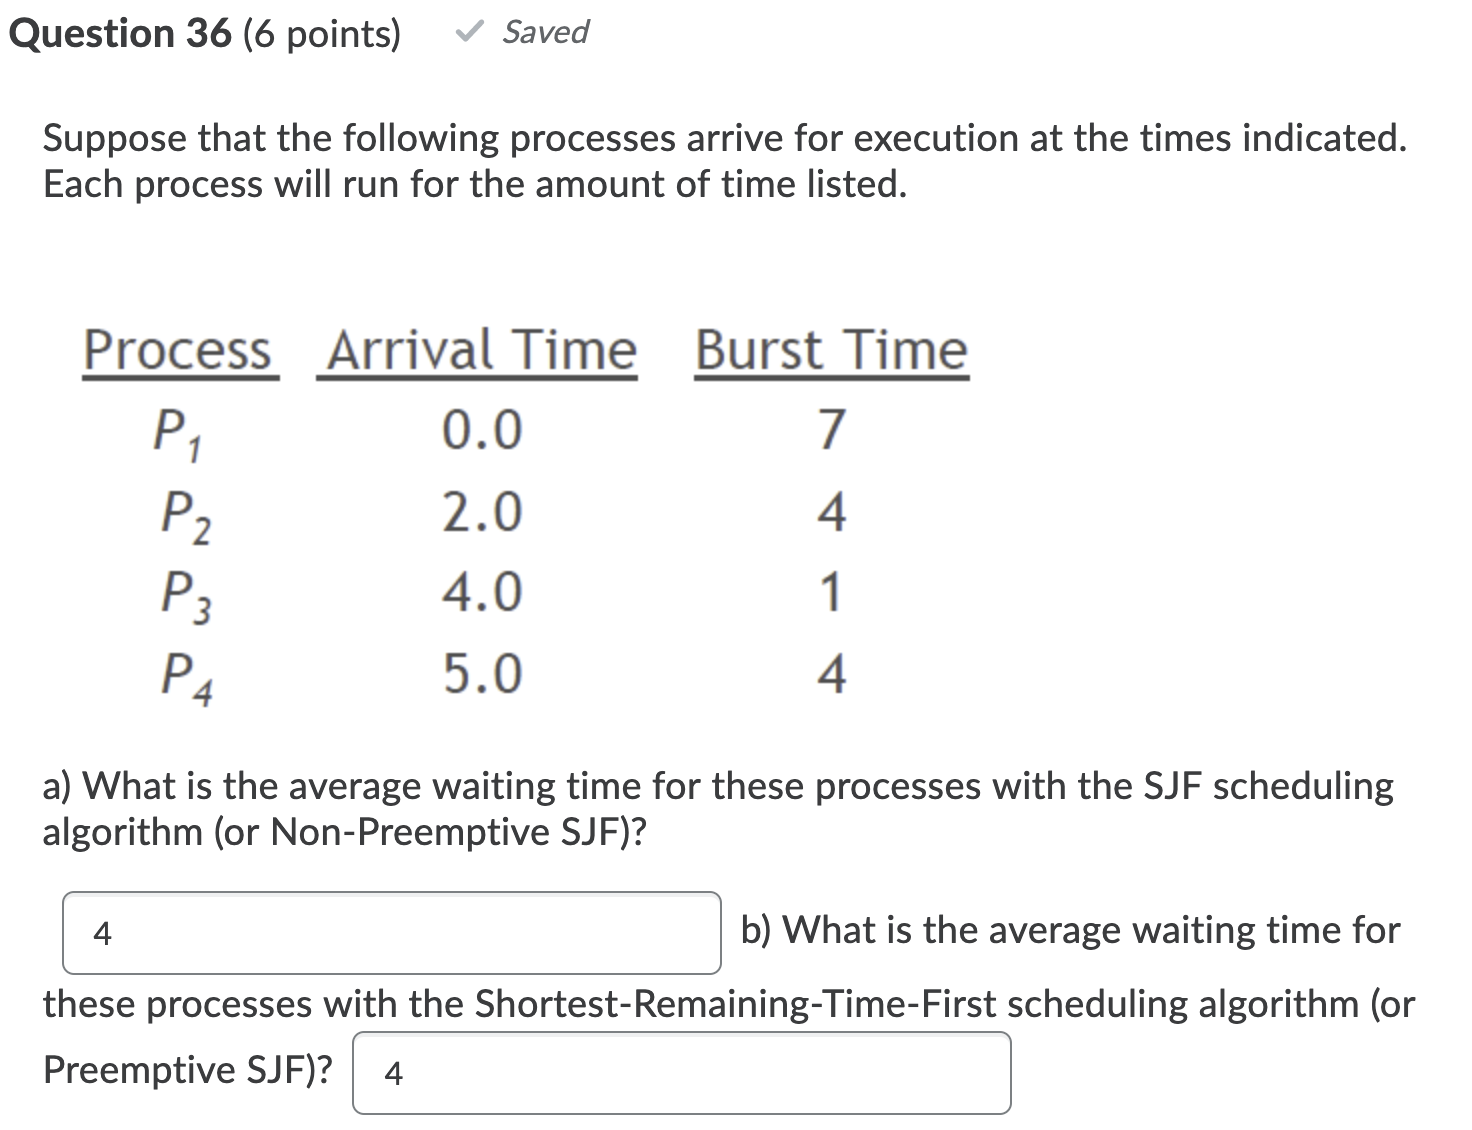 Question 36 (6 points) ✓ Saved
Suppose that the following processes arrive for execution at the times indicated.
Each process will run for the amount of time listed.
Process Arrival Time Burst Time
P1 0.0 7
P2 2.0 4
P3 4.0 1
P4 5.0 4
a) What is the average waiting time for these processes with the SJF scheduling
algorithm (or Non-Preemptive SJF)?
4 b) What is the average waiting time for
these processes with the Shortest-Remaining-Time-First scheduling algorithm (or
Preemptive SJF)? 4